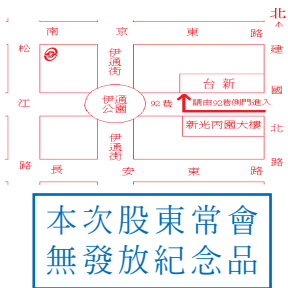 北
南京東路
松江路
伊通街
建國北路
台新
伊通
公園
92巷
請由92巷側門進入
新光丙國大樓
伊通街
長安東路
本次股東常會
無發放紀念品